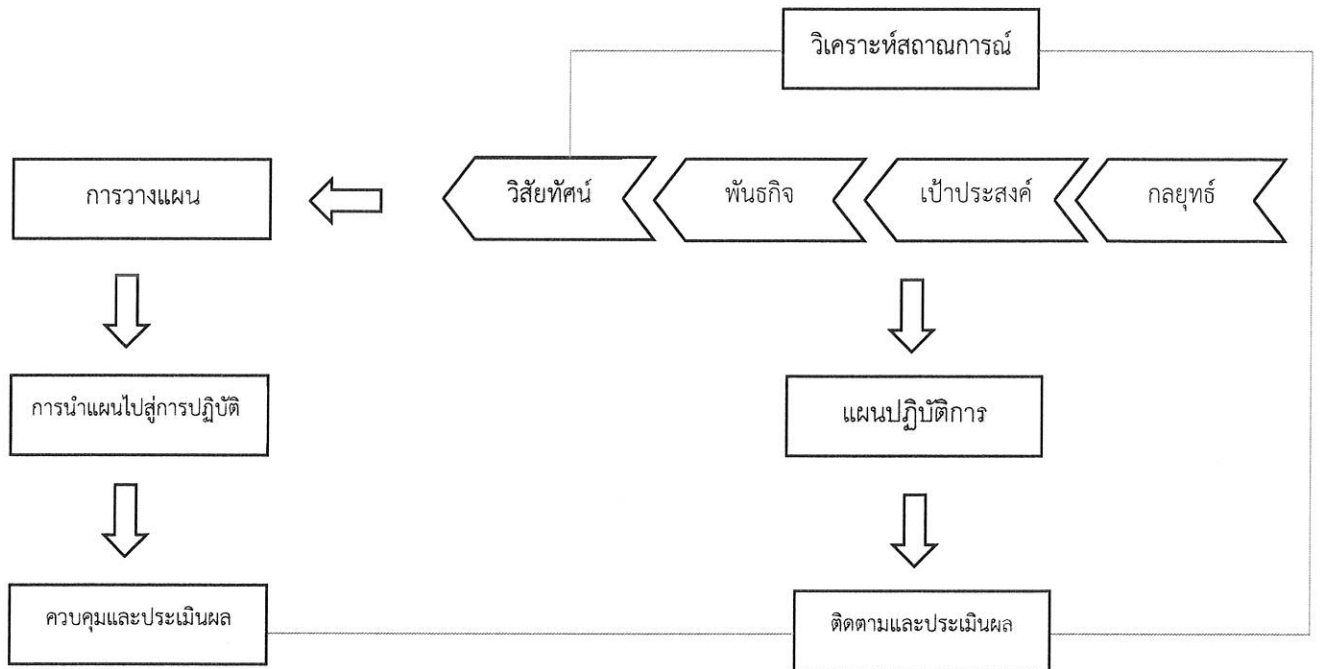 วิเคราะห์สถาณการณ์
การวางแผน
วิสัยทัศน์
พันธกิจ
เป้าประสงค์
กลยุทธ์
การนำแผนไปสู่การปฏิบัติ
แผนปฏิบัติการ
ควบคุมและประเมินผล
ติดตามและประเมินผล